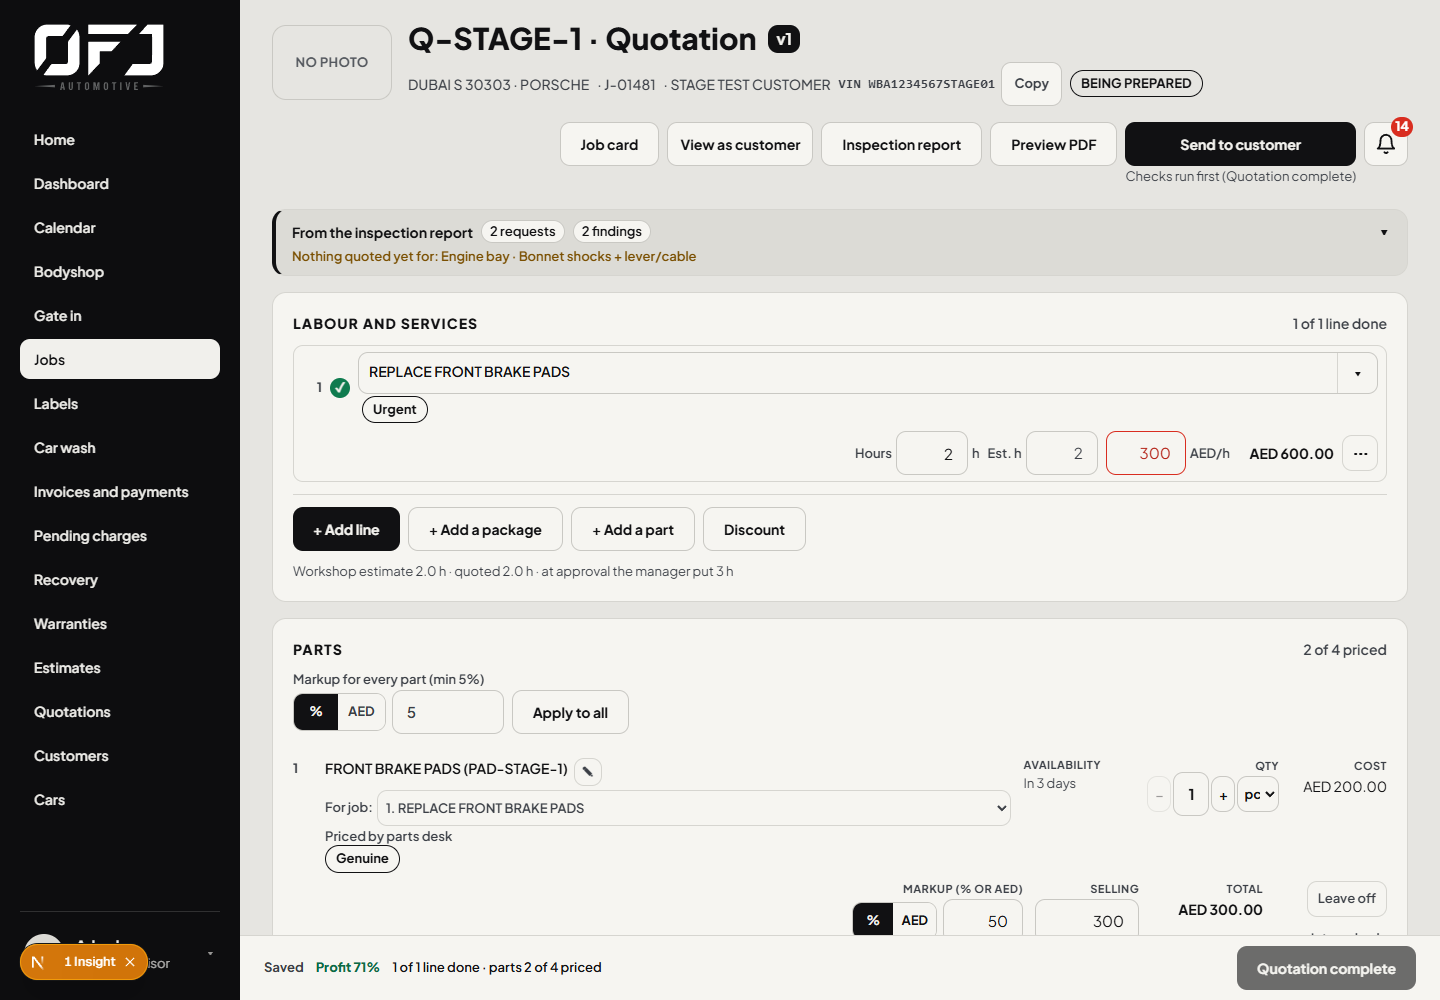 OFJ
AUTOMOTIVE
Home
Dashboard
Calendar
Bodyshop
Gate in
Jobs
Labels
Car wash
Invoices and payments
Pending charges
Recovery
Warranties
Estimates
Quotations
Customers
Cars
1 Insight
isor
NO PHOTO
Q-STAGE-1 · Quotation v1
DUBAI S 30303 · PORSCHE · J-01481 · STAGE TEST CUSTOMER VIN WBA1234567STAGE01 Copy BEING PREPARED
Job card View as customer Inspection report Preview PDF Send to customer 14
Checks run first (Quotation complete)
From the inspection report 2 requests 2 findings
Nothing quoted yet for: Engine bay · Bonnet shocks + lever/cable
LABOUR AND SERVICES 1 of 1 line done
1 REPLACE FRONT BRAKE PADS
Urgent
Hours 2 h Est. h 2 300 AED/h AED 600.00 ...
+ Add line + Add a package + Add a part Discount
Workshop estimate 2.0 h · quoted 2.0 h · at approval the manager put 3 h
PARTS 2 of 4 priced
Markup for every part (min 5%)
% AED 5 Apply to all
1 FRONT BRAKE PADS (PAD-STAGE-1) AVAILABILITY QTY COST
In 3 days − 1 + pc AED 200.00
For job: 1. REPLACE FRONT BRAKE PADS
Priced by parts desk
Genuine
MARKUP (% OR AED) SELLING TOTAL Leave off
% AED 50 300 AED 300.00
Saved Profit 71% 1 of 1 line done · parts 2 of 4 priced Quotation complete